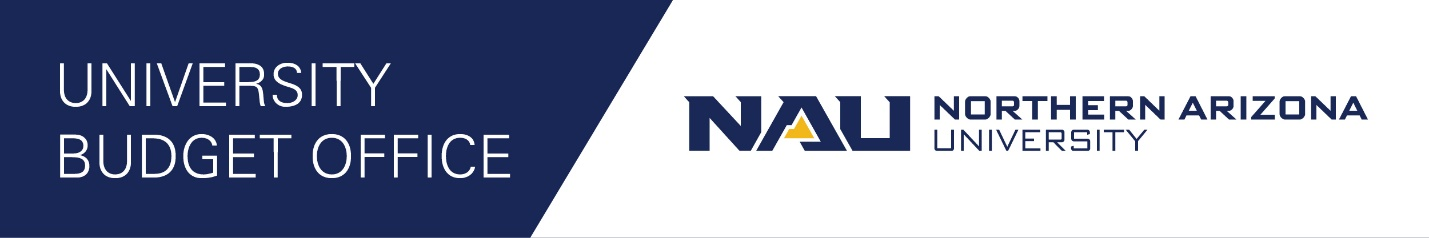 UNIVERSITY
BUDGET OFFICE
NAU
NORTHERN ARIZONA
UNIVERSITY